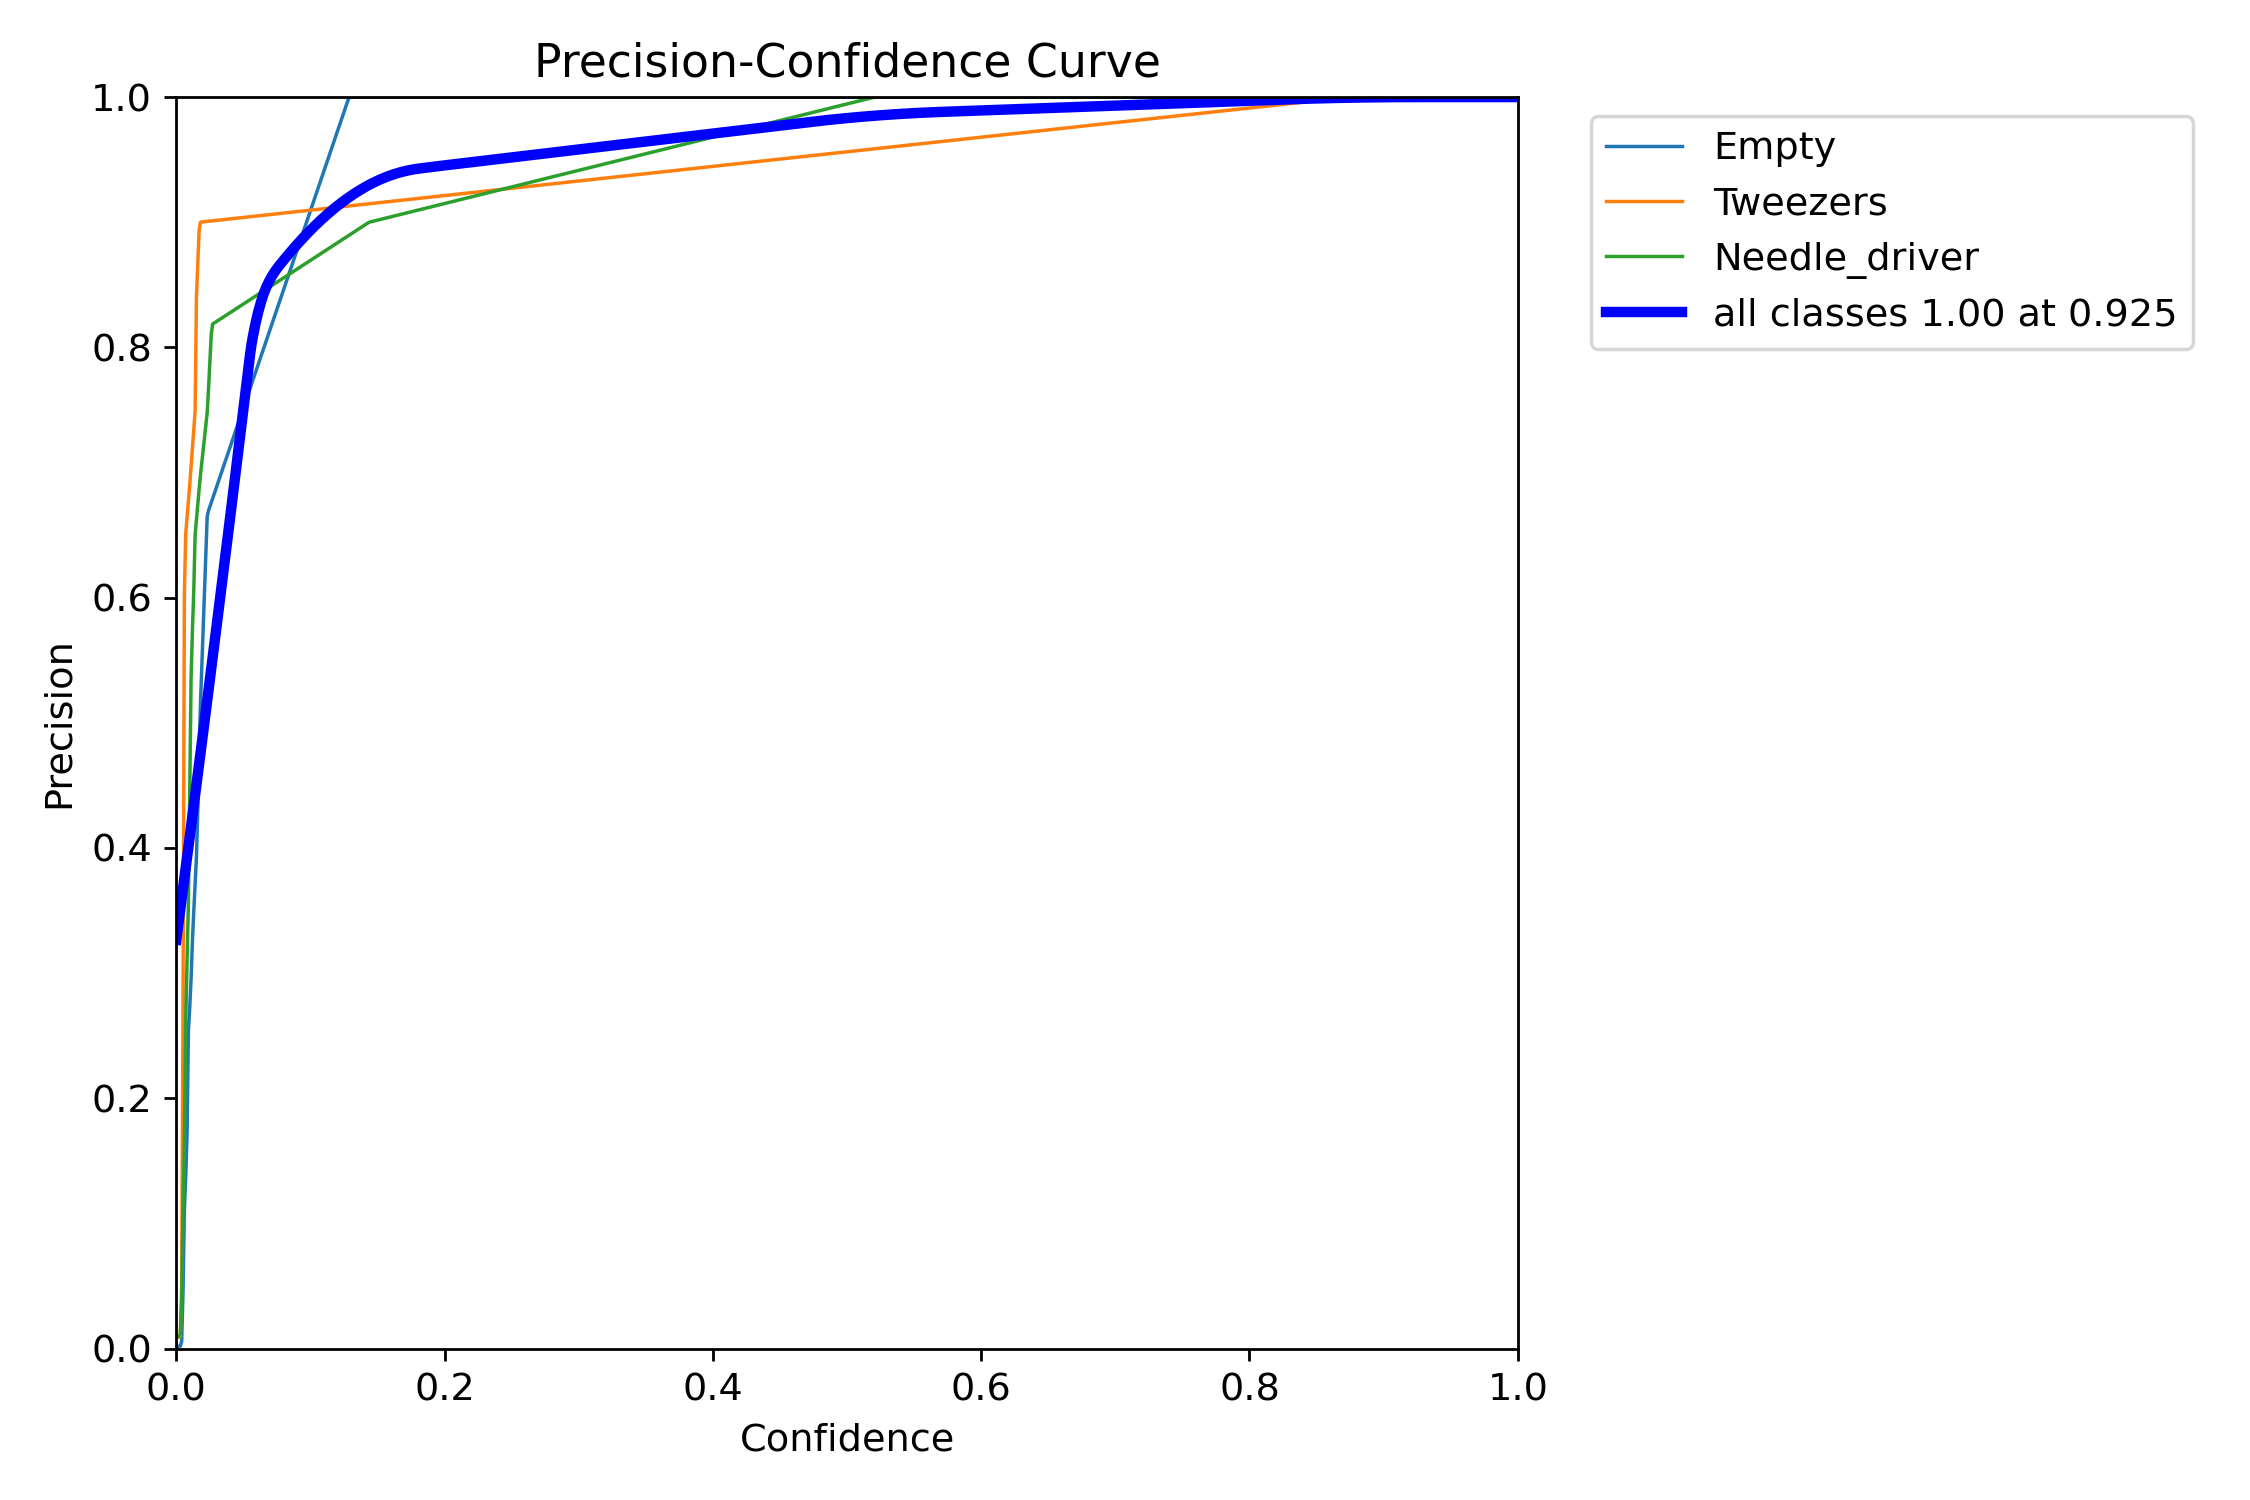 Precision-Confidence Curve
1.0
0.8
0.6
0.4
0.2
0.0
Precision
0.0 0.2 0.4 0.6 0.8 1.0
Confidence
Empty
Tweezers
Needle_driver
all classes 1.00 at 0.925